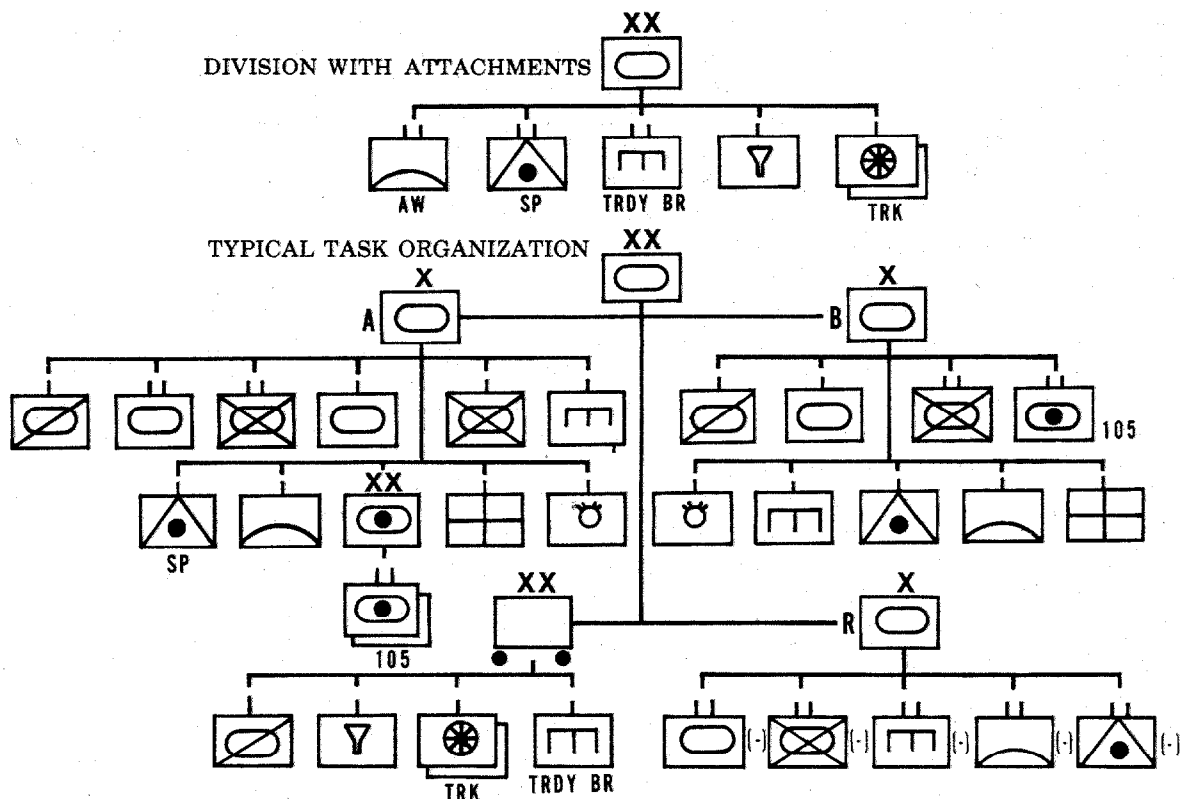 XX
DIVISION WITH ATTACHMENTS
AW
SP
TRDY BR
TRK
XX
TYPICAL TASK ORGANIZATION
X
X
A
B
105
XX
SP
105
XX
X
R
(-)
(-)
(-)
(-)
(-)
TRK
TRDY BR